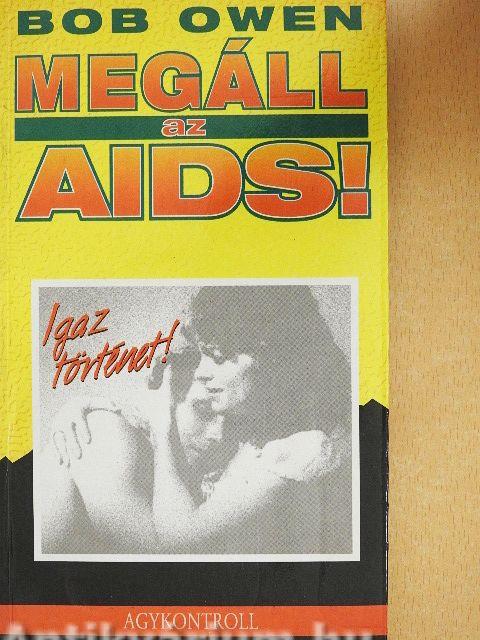 BOB OWEN
MEGÁLL
az
AIDS!
Igaz
történet!
AGYKONTROLL